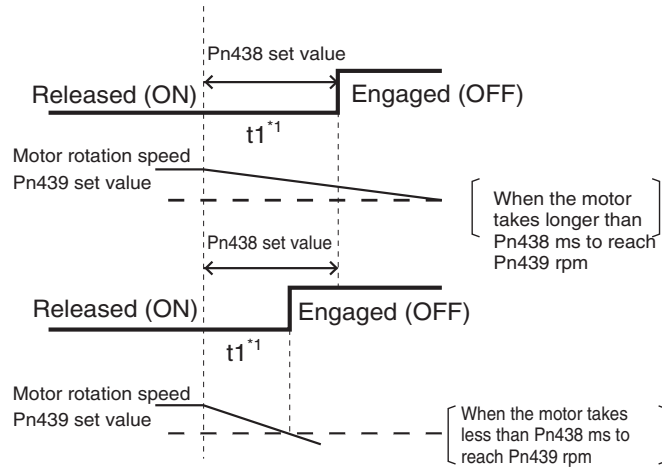 Pn438 set value
Released (ON)
Engaged (OFF)
t1*1
Motor rotation speed
Pn439 set value
When the motor
takes longer than
Pn438 ms to reach
Pn439 rpm
Pn438 set value
Released (ON)
Engaged (OFF)
t1*1
Motor rotation speed
Pn439 set value
When the motor takes
less than Pn438 ms to
reach Pn439 rpm